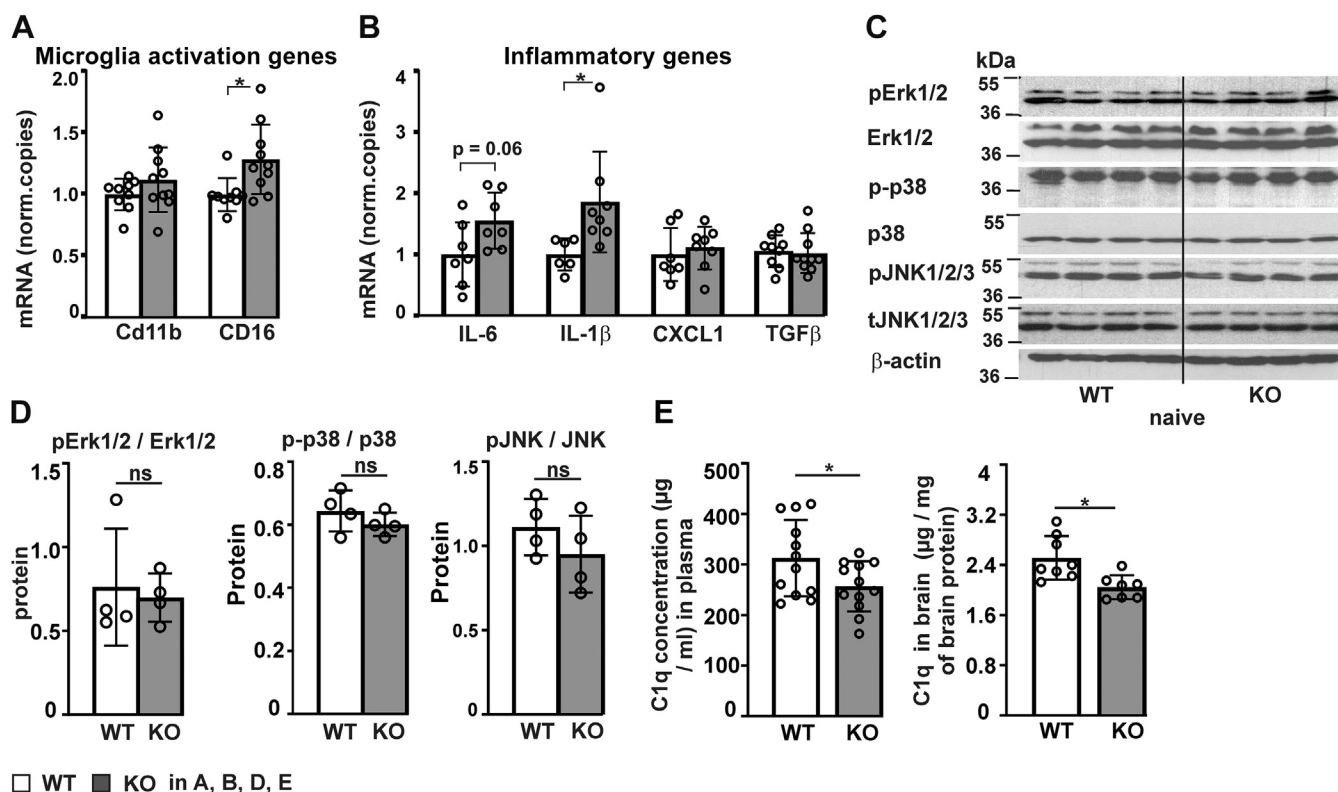 A
Microglia activation genes
mRNA (norm.copies)
2.0
1.5
1.0
0.5
0
*
Cd11b CD16
B
Inflammatory genes
mRNA (norm.copies)
4
3
2
1
0
p = 0.06
*
IL-6 IL-1β CXCL1 TGFβ
C
kDa
pErk1/2 55
36
Erk1/2
36
p-p38
36
p38 55
pJNK1/2/3 55
36
tJNK1/2/3 55
36
β-actin
36
WT KO
naive
D
pErk1/2 / Erk1/2
protein
1.5
1.0
0.5
0
ns
WT KO
p-p38 / p38
Protein
0.8
0.6
0.4
0.2
0
ns
WT KO
pJNK / JNK
Protein
1.5
1.0
0.5
0
ns
WT KO
E
C1q concentration (µg
/ ml) in plasma
500
400
300
200
100
0
*
WT KO
C1q in brain (µg / mg
of brain protein)
4
3.2
2.4
1.6
0.8
0
*
WT KO
WT KO in A, B, D, E